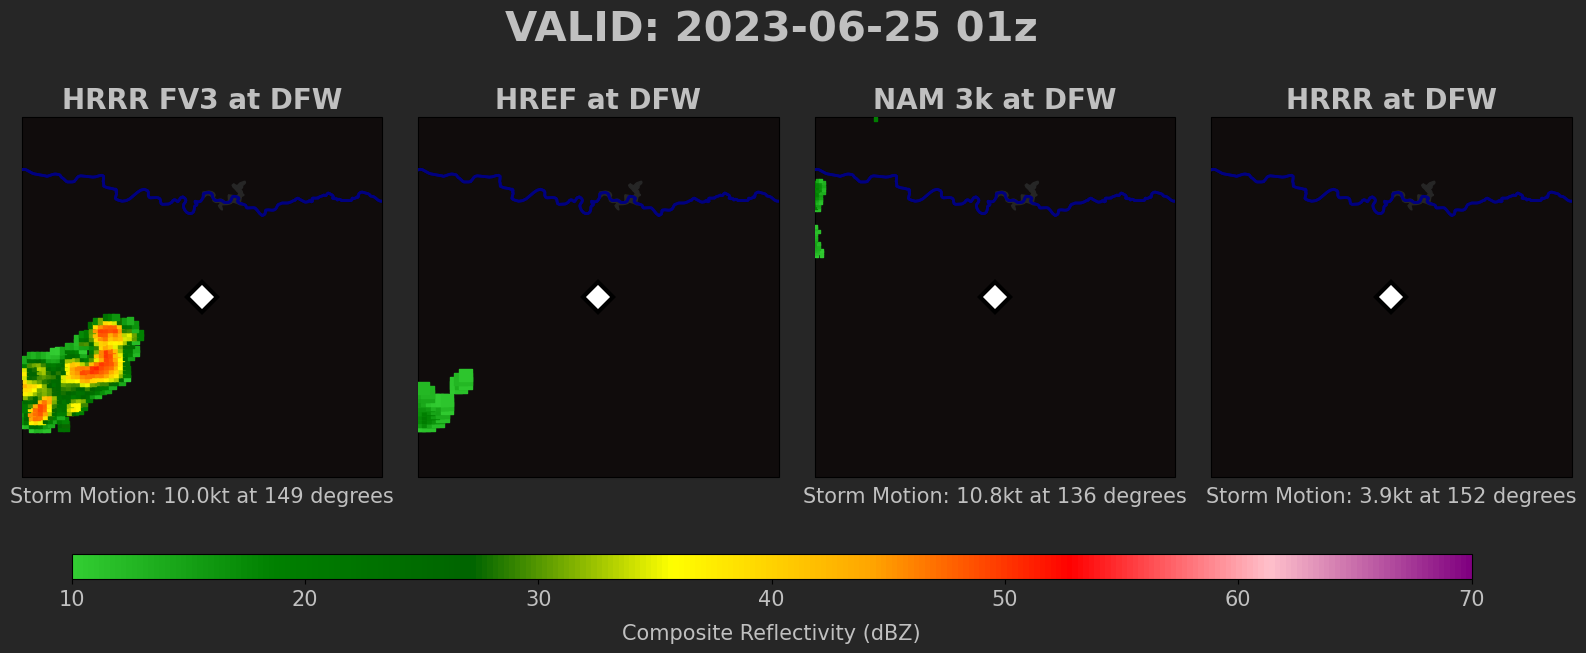 VALID: 2023-06-25 01z
HRRR FV3 at DFW
HREF at DFW
NAM 3k at DFW
HRRR at DFW
Storm Motion: 10.0kt at 149 degrees
Storm Motion: 10.8kt at 136 degrees
Storm Motion: 3.9kt at 152 degrees
10 20 30 40 50 60 70
Composite Reflectivity (dBZ)